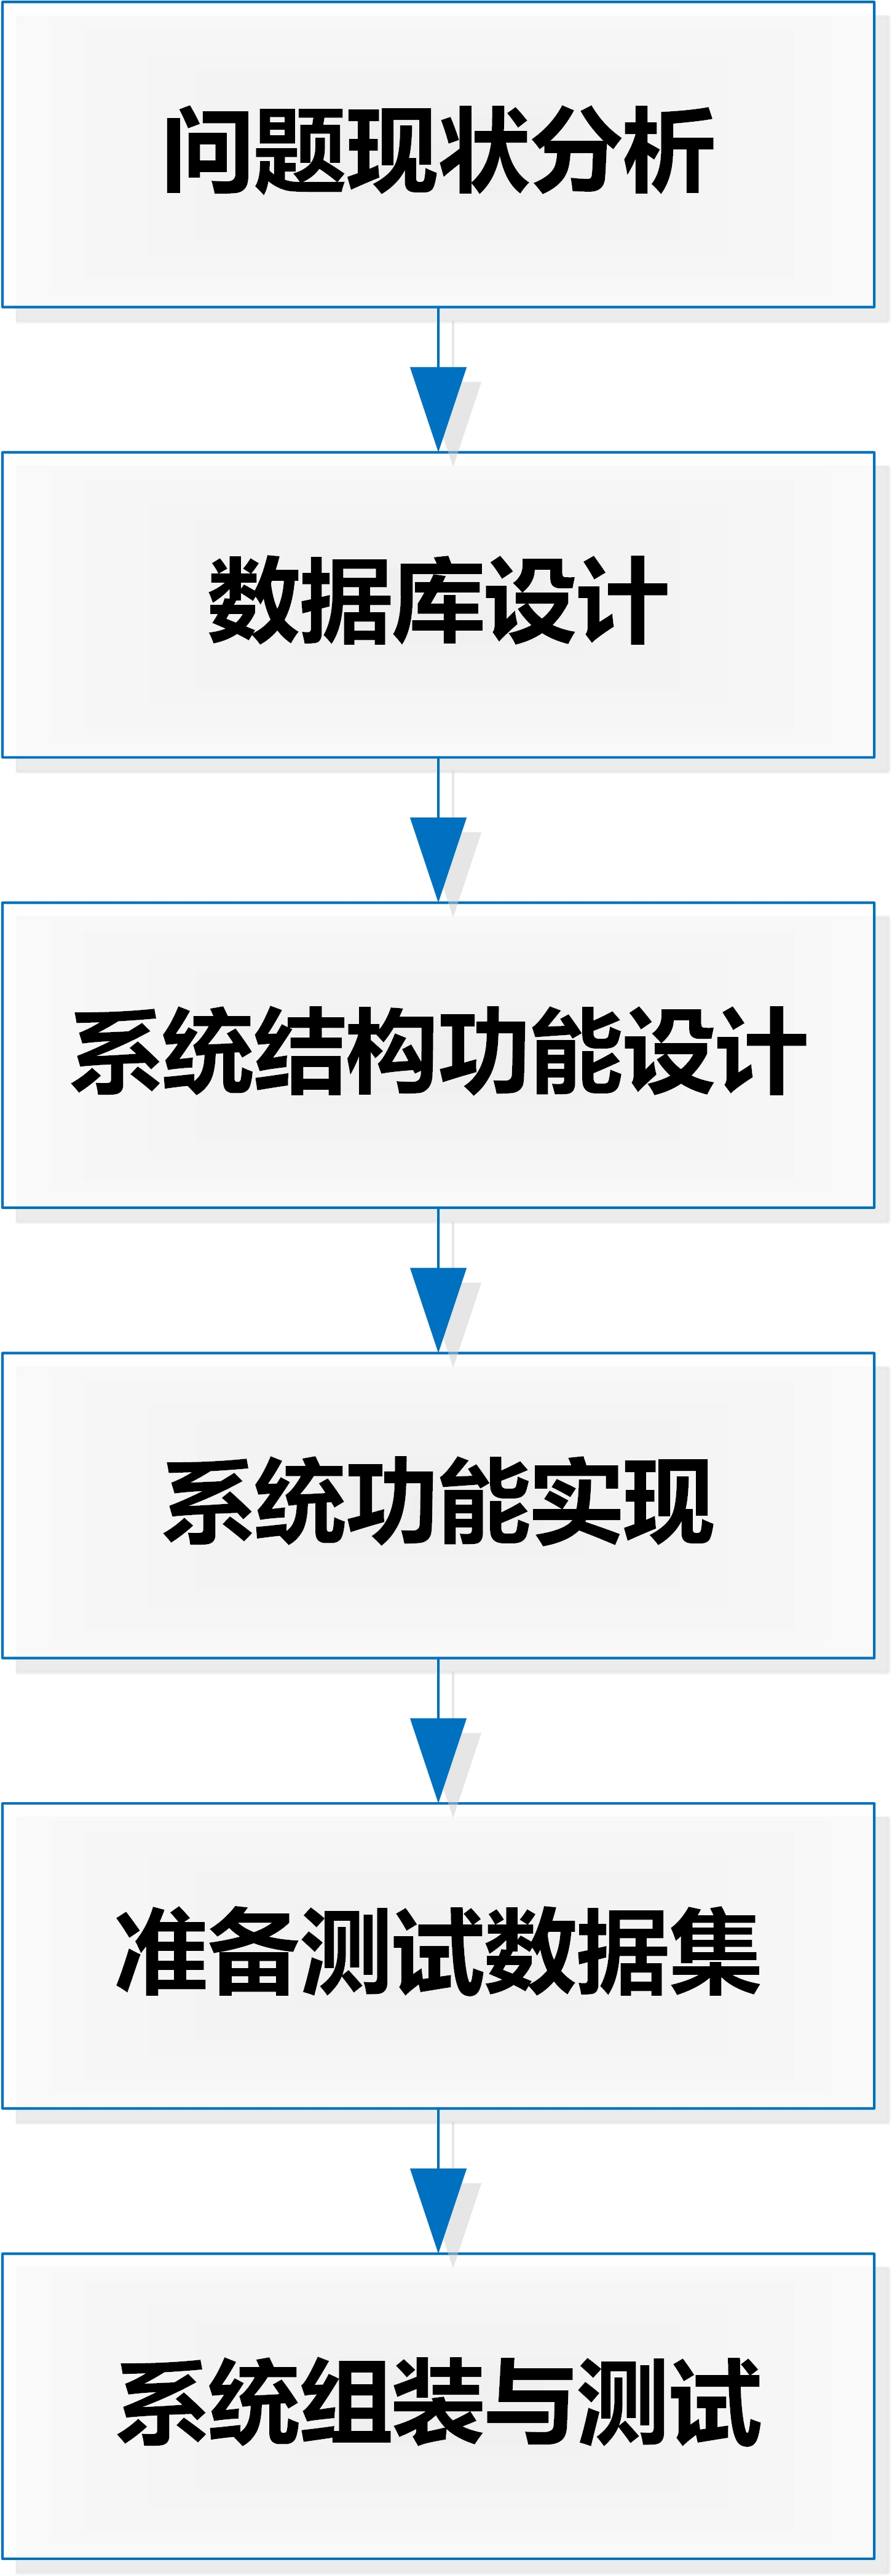 问题现状分析
数据库设计
系统结构功能设计
系统功能实现
准备测试数据集
系统组装与测试